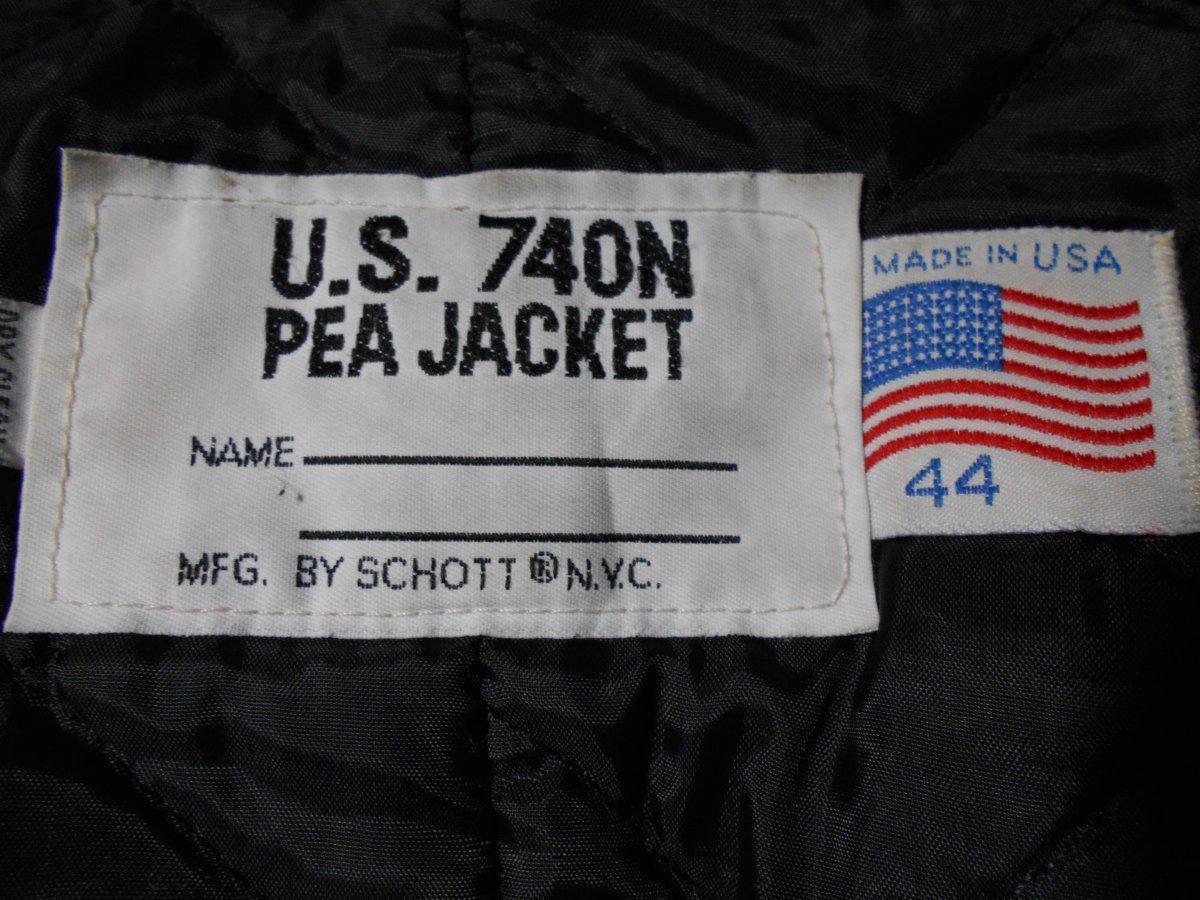 U.S. 740N
PEA JACKET
NAME
MFG. BY SCHOTT ® N.Y.C.
MADE IN USA
44